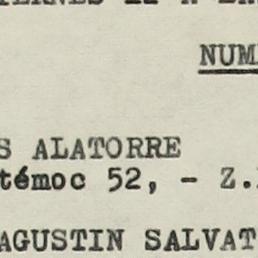 NUM
S ALATORRE
témoc 52, - Z.
AGUSTIN SALVAT